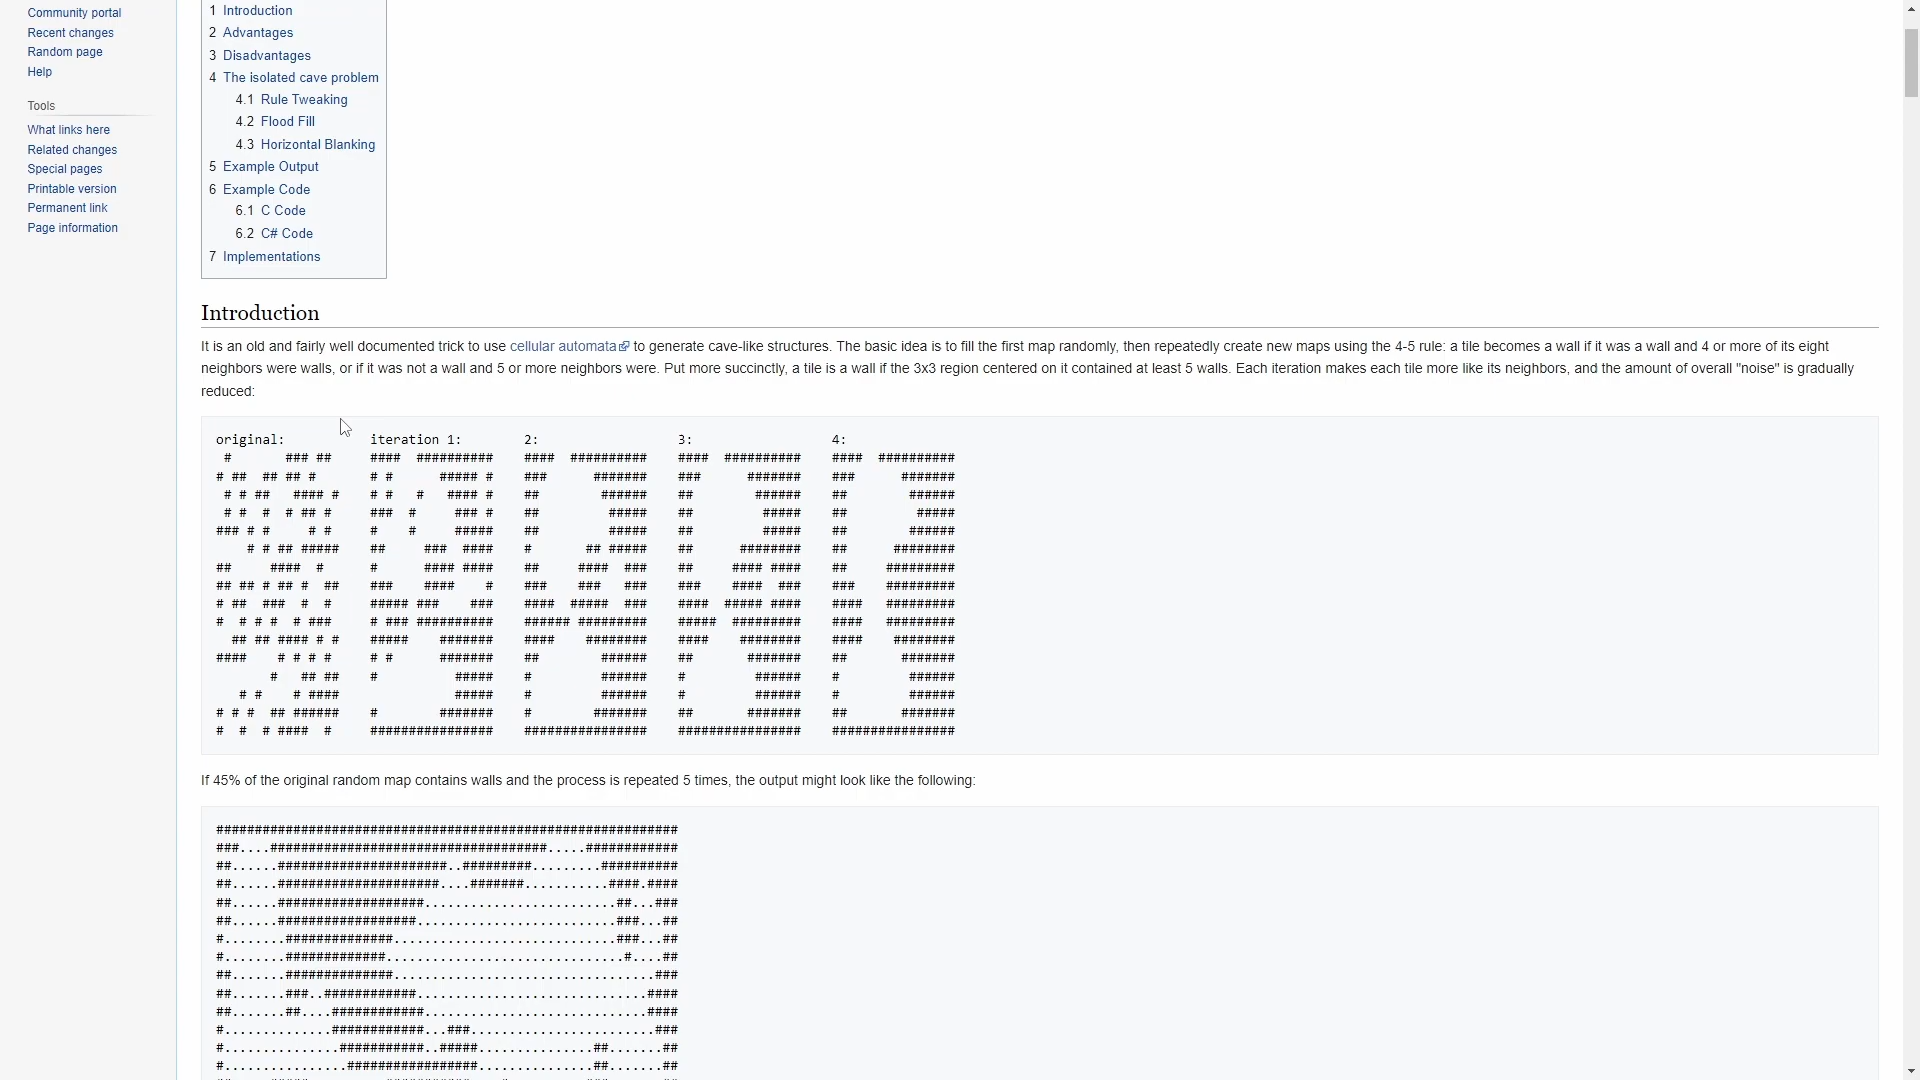 Community portal
Recent changes
Random page
Help
Tools
What links here
Related changes
Special pages
Printable version
Permanent link
Page information
1 Introduction
2 Advantages
3 Disadvantages
4 The isolated cave problem
4.1 Rule Tweaking
4.2 Flood Fill
4.3 Horizontal Blanking
5 Example Output
6 Example Code
6.1 C Code
6.2 C# Code
7 Implementations
Introduction
It is an old and fairly well documented trick to use cellular automata to generate cave-like structures. The basic idea is to fill the first map randomly, then repeatedly create new maps using the 4-5 rule: a tile becomes a wall if it was a wall and 4 or more of its eight
neighbors were walls, or if it was not a wall and 5 or more neighbors were. Put more succinctly, a tile is a wall if the 3x3 region centered on it contained at least 5 walls. Each iteration makes each tile more like its neighbors, and the amount of overall "noise" is gradually
reduced:
original:           iteration 1:        2:                  3:                  4:
 #       ### ##     ####  ##########    ####  ##########    ####  ##########    ####  ##########
# ##  ## ## #       # #      ##### #    ###      #######    ###      #######    ###      #######
 # # ##   #### #    # #   #   #### #    ##        ######    ##        ######    ##        ######
 # #  #  # ## #     ###  #     ### #    ##         #####    ##         #####    ##         #####
### # #     # #     #    #     #####    ##         #####    ##         #####    ##        ######
    # # ## #####    ##     ###  ####    #       ## #####    ##      ########    ##      ########
##     ####  #      #      #### ####    ##     ####  ###    ##     #### ####    ##     #########
## ## # ## #  ##    ###    ####    #    ###    ###   ###    ###    ####  ###    ###    #########
# ##  ###  #  #     ##### ###    ###    ####  #####  ###    ####  ##### ####    ####   #########
#  # # #  # ###     # ### ##########    ###### #########    #####  #########    ####   #########
  ## ## #### # #    #####    #######    ####    ########    ####    ########    ####    ########
####    # # # #     # #      #######    ##        ######    ##       #######    ##       #######
       #   ## ##    #          #####    #         ######    #         ######    #         ######
   # #    # ####               #####    #         ######    #         ######    #         ######
# # #  ## ######    #        #######    #        #######    ##       #######    ##       #######
#  #  # ####  #     ################    ################    ################    ################
If 45% of the original random map contains walls and the process is repeated 5 times, the output might look like the following:
############################################################
###....####################################.....############
##......######################..#########.........##########
##......#####################....#######...........####.####
##......###################.........................##...###
##......##################..........................###...##
#........##############.............................###...##
#........#############...............................#....##
##.......##############..................................###
##.......###..############..............................####
##.......##....############.............................####
#..............############...###........................###
#...............###########..#####...............##.......##
#................#################...............##.......##